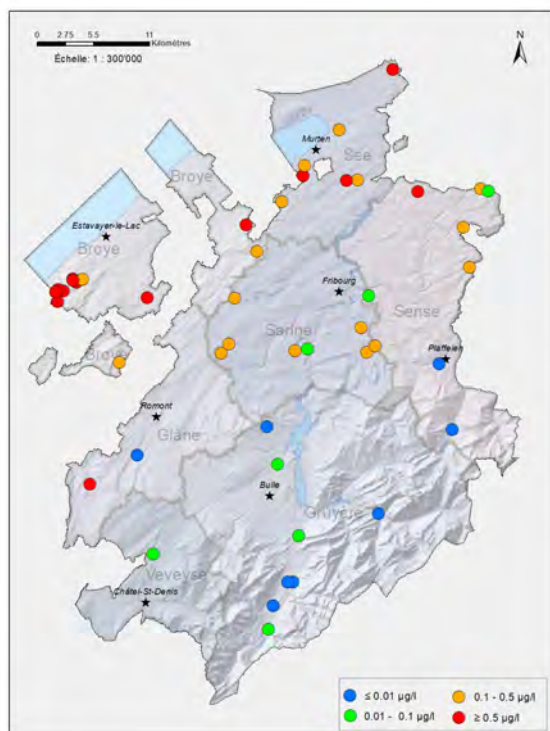 0 2.75 5.5 11
Kilomètres
Échelle: 1 : 300'000
N
Murten
See
Broye
Estavayer-le-Lac
Broye
Fribourg
Sense
Sarine
Plaffeien
Broye
Romont
Glâne
Bulle
Gruyère
Veveyse
Châtel-St-Denis
≤ 0.01 µg/l
0.1 - 0.5 µg/l
0.01 - 0.1 µg/l
≥ 0.5 µg/l